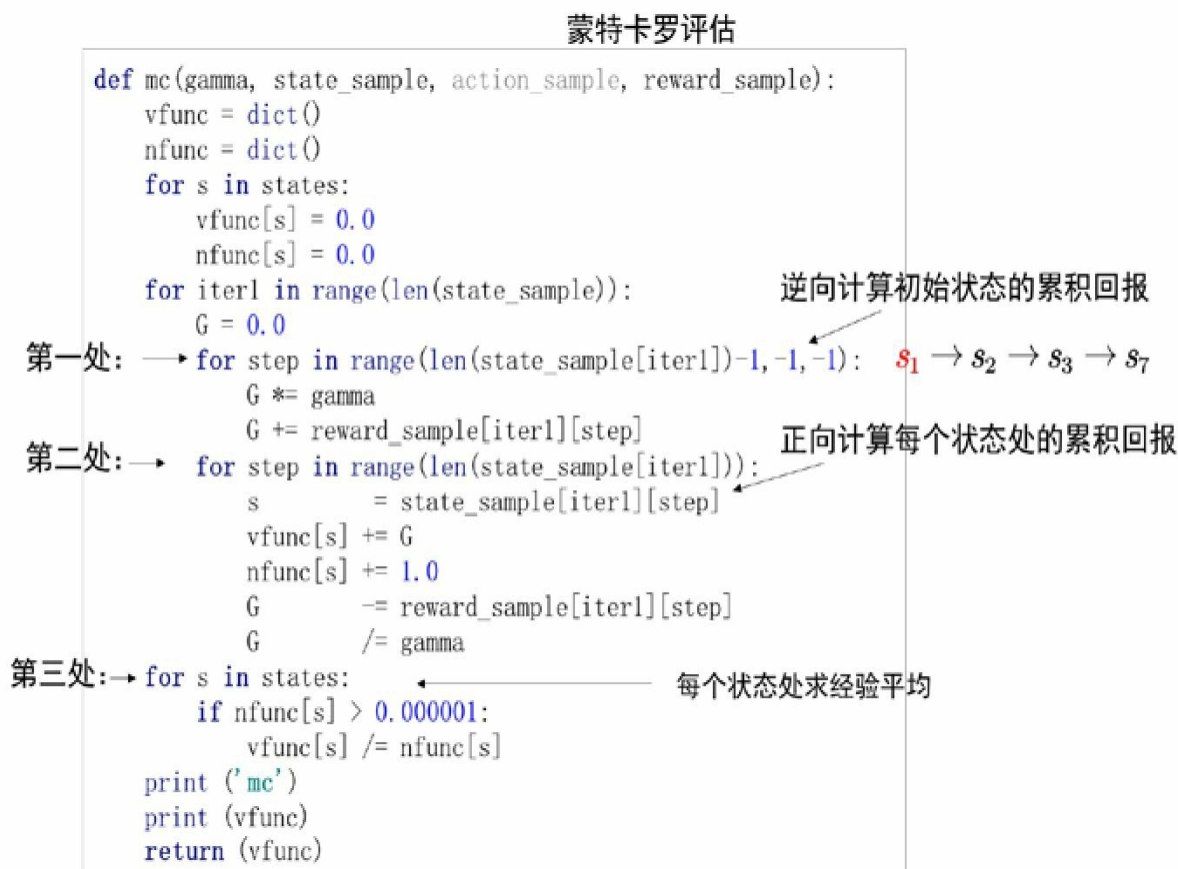 蒙特卡罗评估
def mc(gamma, state_sample, action_sample, reward_sample):
vfunc = dict()
nfunc = dict()
for s in states:
vfunc[s] = 0.0
nfunc[s] = 0.0
for iter1 in range(len(state_sample)):
逆向计算初始状态的累积回报
G = 0.0
第一处: for step in range(len(state_sample[iter1])-1,-1,-1): s₁ → s₂ → s₃ → s₇
G *= gamma
G += reward_sample[iter1][step]
正向计算每个状态处的累积回报
第二处: for step in range(len(state_sample[iter1])):
s = state_sample[iter1][step]
vfunc[s] += G
nfunc[s] += 1.0
G -= reward_sample[iter1][step]
G /= gamma
第三处: for s in states: 每个状态处求经验平均
if nfunc[s] > 0.000001:
vfunc[s] /= nfunc[s]
print ('mc')
print (vfunc)
return (vfunc)